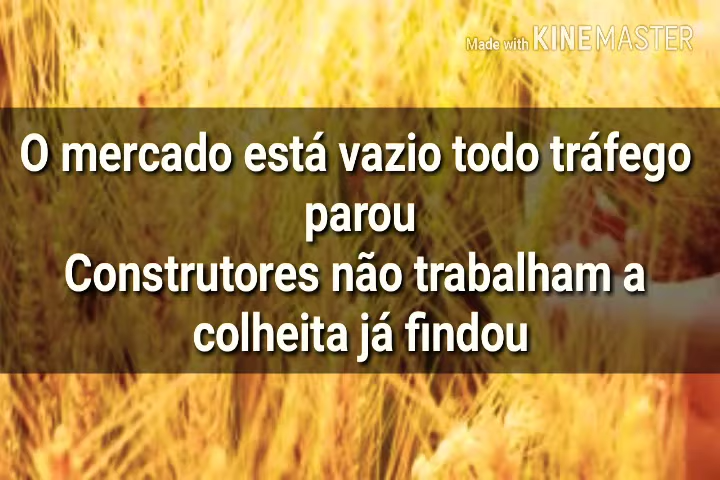 Made with KINEMASTER
O mercado está vazio todo tráfego
parou
Construtores não trabalham a
colheita já findou